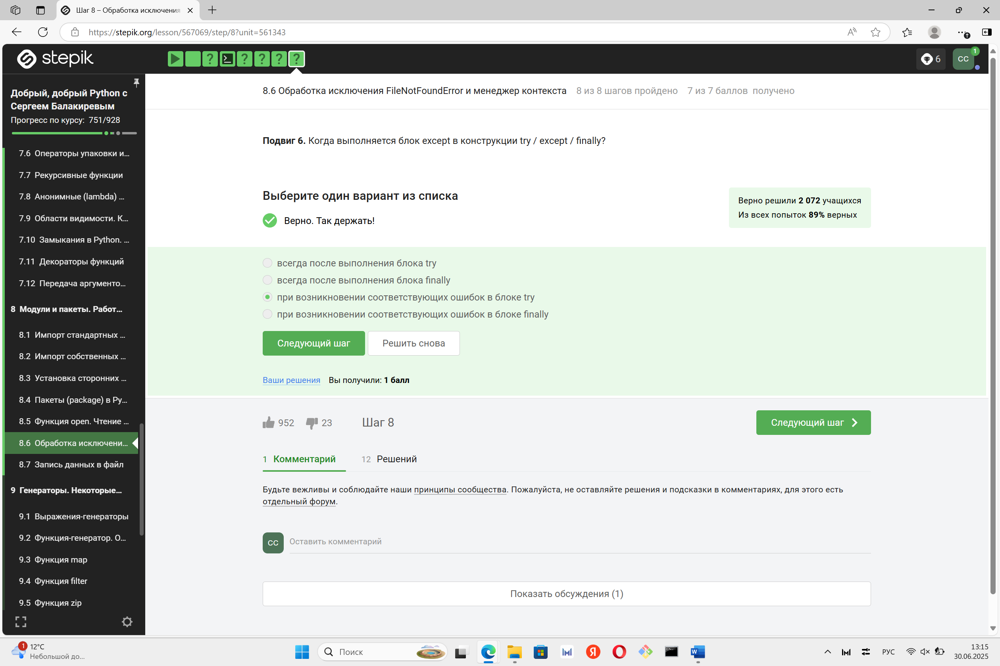 Шаг 8 – Обработка исключения
https://stepik.org/lesson/567069/step/8?unit=561343
stepik
6
CC
1
Добрый, добрый Python с
Сергеем Балакиревым
Прогресс по курсу: 751/928
7.6 Операторы упаковки и...
7.7 Рекурсивные функции
7.8 Анонимные (lambda) ...
7.9 Области видимости. К...
7.10 Замыкания в Python. ...
7.11 Декораторы функций
7.12 Передача аргументо...
8 Модули и пакеты. Работ...
8.1 Импорт стандартных ...
8.2 Импорт собственных ...
8.3 Установка сторонних ...
8.4 Пакеты (package) в Py...
8.5 Функция open. Чтение ...
8.6 Обработка исключени...
8.7 Запись данных в файл
9 Генераторы. Некоторые...
9.1 Выражения-генераторы
9.2 Функция-генератор. О...
9.3 Функция map
9.4 Функция filter
9.5 Функция zip
8.6 Обработка исключения FileNotFoundError и менеджер контекста 8 из 8 шагов пройдено 7 из 7 баллов получено
Подвиг 6. Когда выполняется блок except в конструкции try / except / finally?
Выберите один вариант из списка
Верно. Так держать!
Верно решили 2 072 учащихся
Из всех попыток 89% верных
всегда после выполнения блока try
всегда после выполнения блока finally
при возникновении соответствующих ошибок в блоке try
при возникновении соответствующих ошибок в блоке finally
Следующий шаг Решить снова
Ваши решения Вы получили: 1 балл
952 23 Шаг 8 Следующий шаг
1 Комментарий 12 Решений
Будьте вежливы и соблюдайте наши принципы сообщества. Пожалуйста, не оставляйте решения и подсказки в комментариях, для этого есть
отдельный форум.
CC Оставить комментарий
Показать обсуждения (1)
1
12°C
Небольшой до...
Поиск
РУС
13:15
30.06.2025